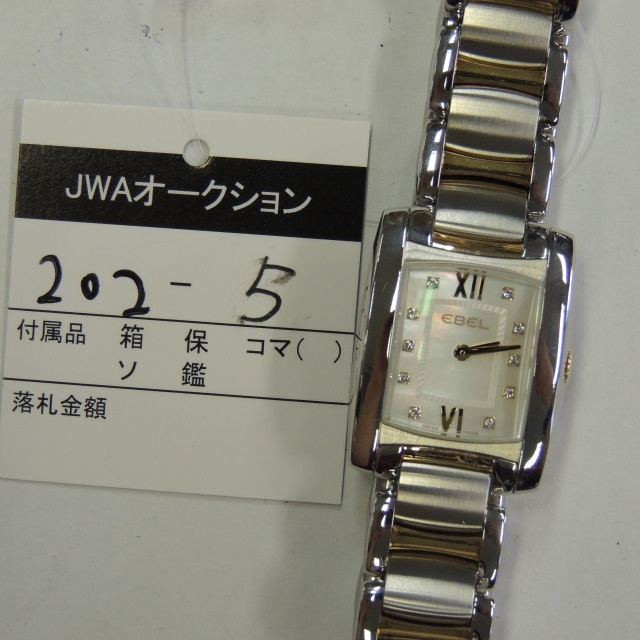 JWAオークション
202-5
付属品 箱 保 コマ( )
ソ 鑑
落札金額
XII
EBEL
VI